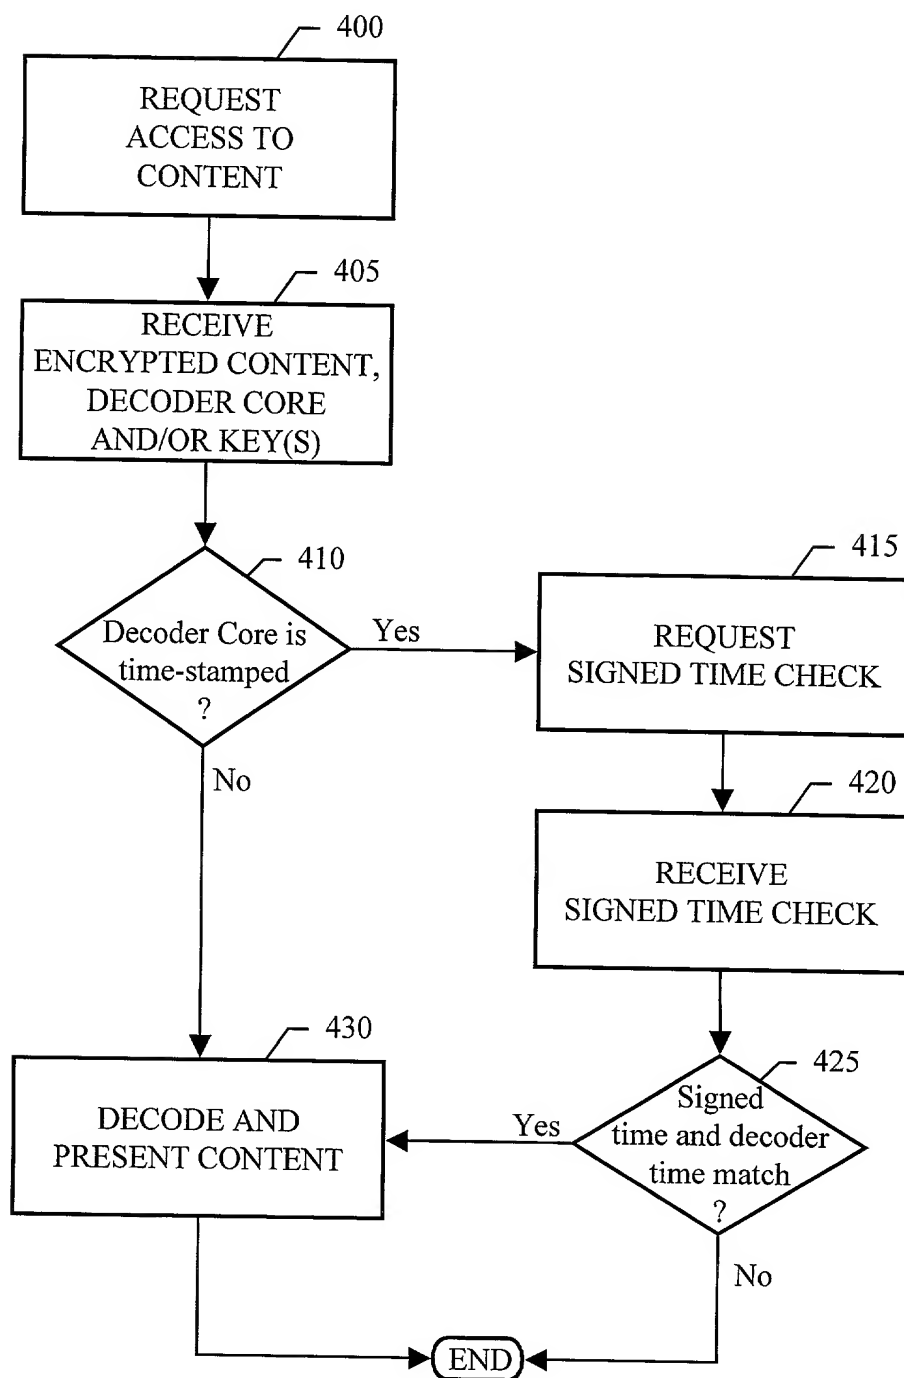 400
REQUEST
ACCESS TO
CONTENT
405
RECEIVE
ENCRYPTED CONTENT,
DECODER CORE
AND/OR KEY(S)
410
Decoder Core is
time-stamped
?
Yes
No
415
REQUEST
SIGNED TIME CHECK
420
RECEIVE
SIGNED TIME CHECK
425
Signed
time and decoder
time match
?
Yes
No
430
DECODE AND
PRESENT CONTENT
END